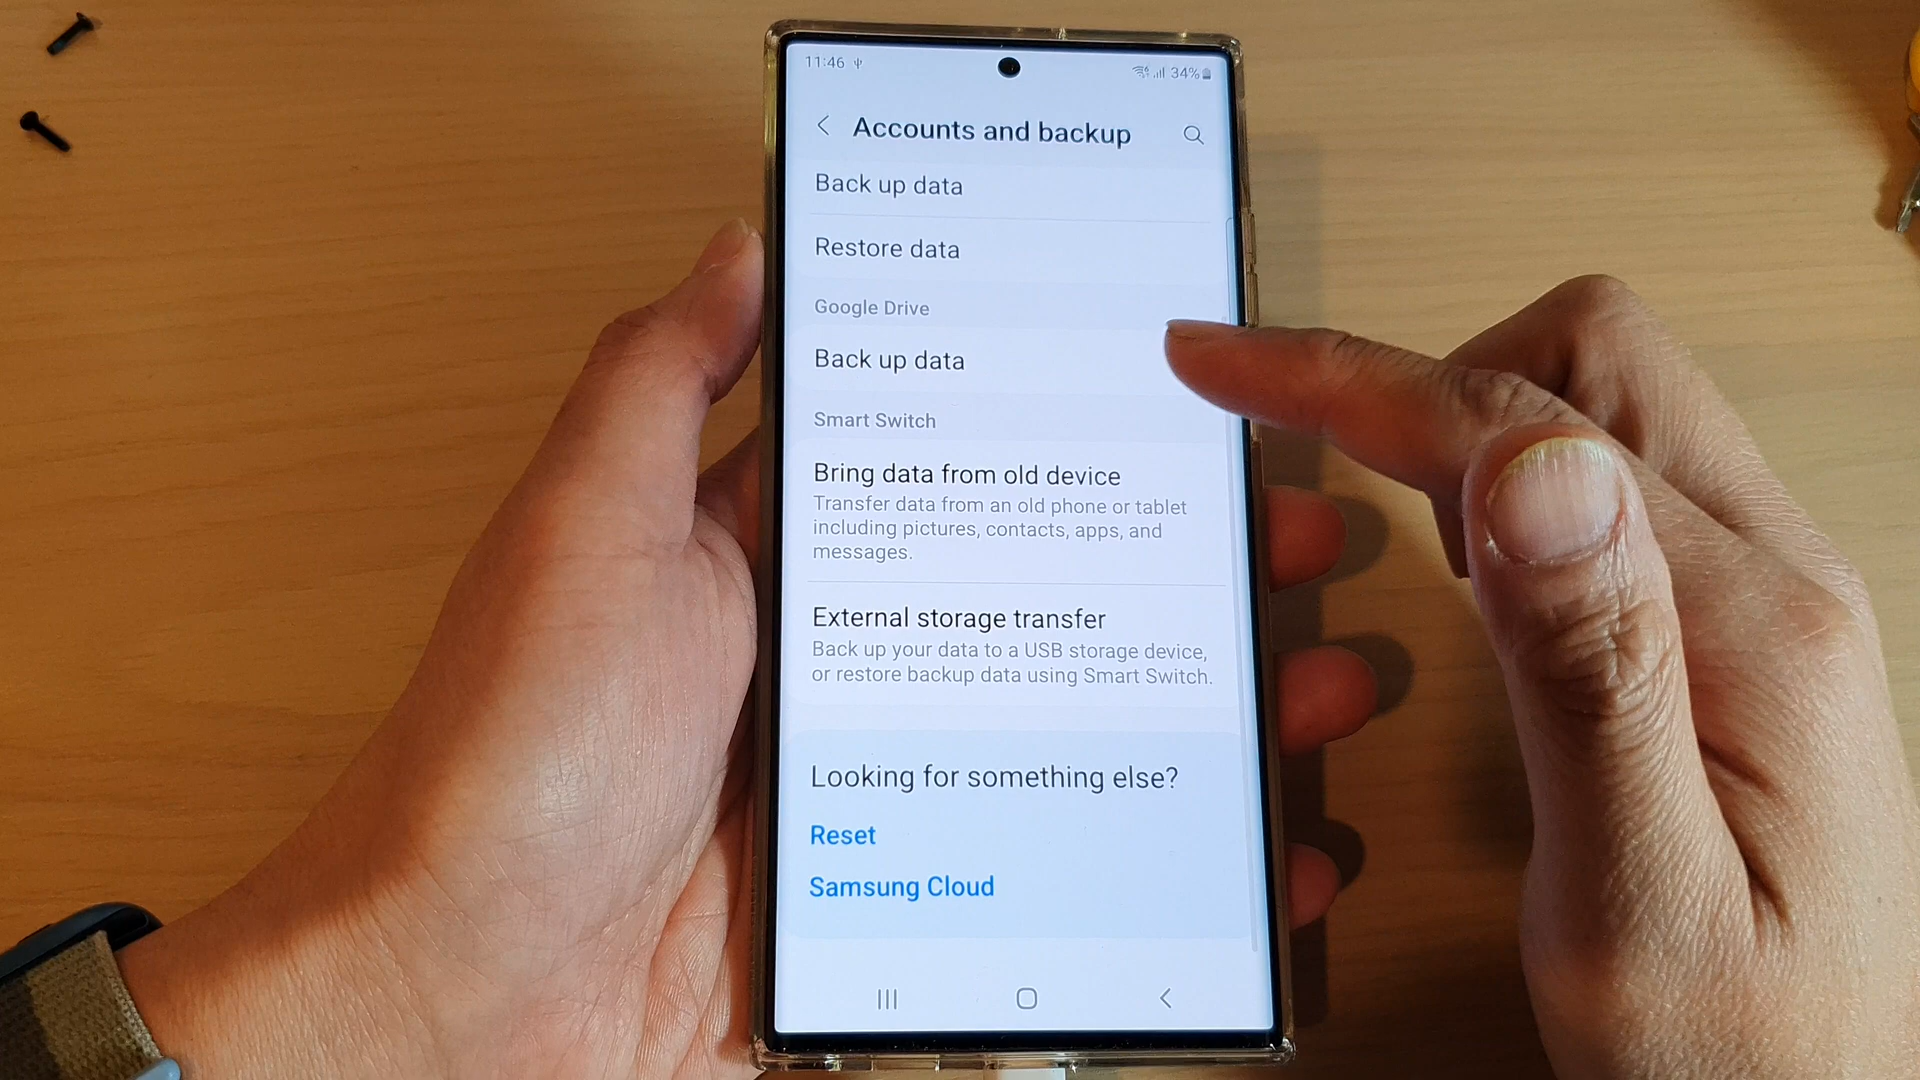 11:46
34%
Accounts and backup
Back up data
Restore data
Google Drive
Back up data
Smart Switch
Bring data from old device
Transfer data from an old phone or tablet
including pictures, contacts, apps, and
messages.
External storage transfer
Back up your data to a USB storage device,
or restore backup data using Smart Switch.
Looking for something else?
Reset
Samsung Cloud